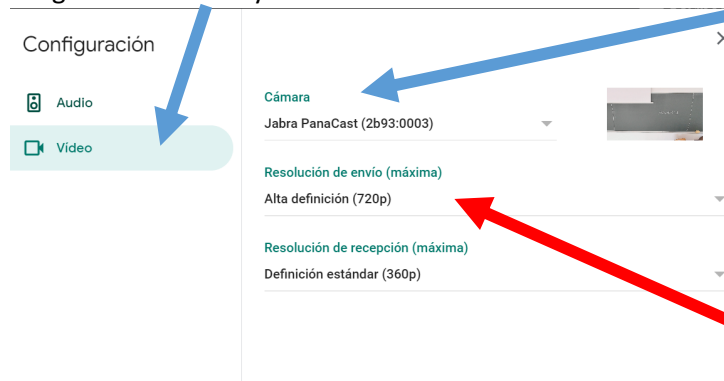 Configuración
Audio
Vídeo
Cámara
Jabra PanaCast (2b93:0003)
Resolución de envío (máxima)
Alta definición (720p)
Resolución de recepción (máxima)
Definición estándar (360p)